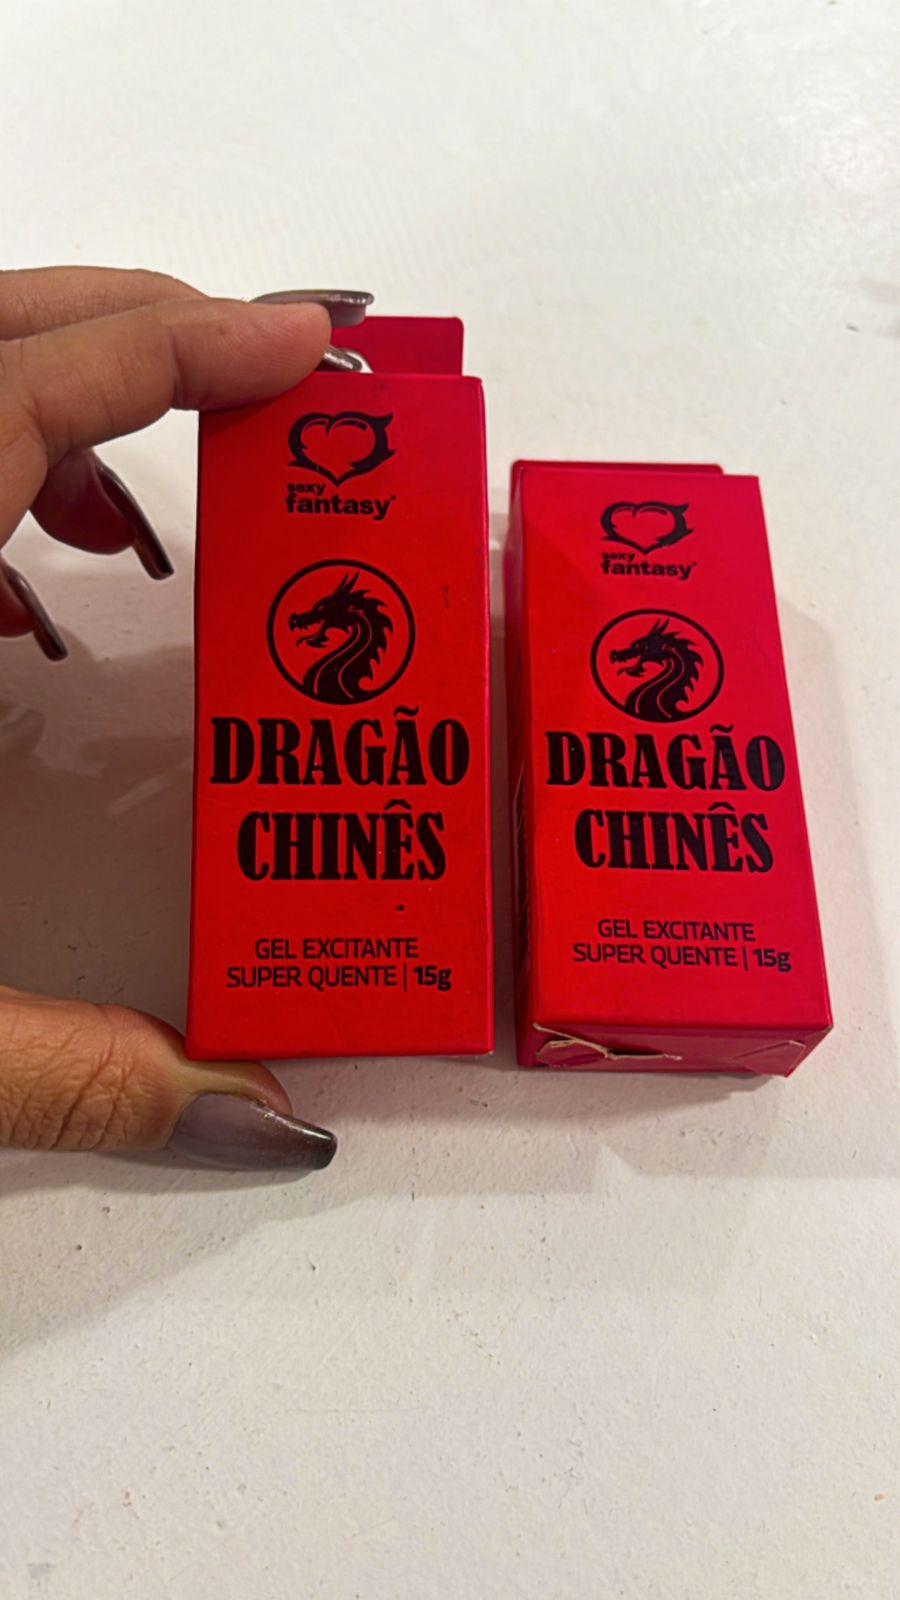 sexy
fantasy®
DRAGÃO
CHINÊS
GEL EXCITANTE
SUPER QUENTE | 15g
sexy
fantasy®
DRAGÃO
CHINÊS
GEL EXCITANTE
SUPER QUENTE | 15g